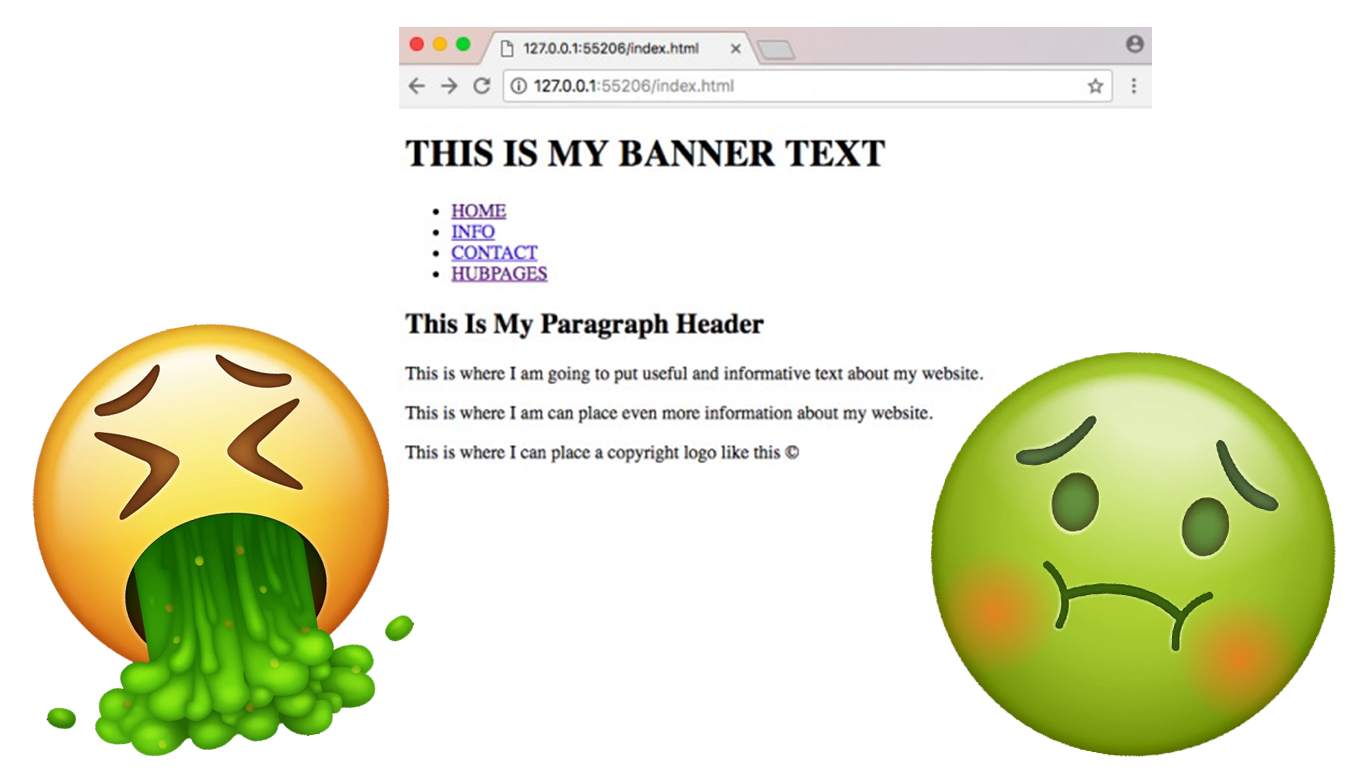 127.0.0.1:55206/index.html
127.0.0.1:55206/index.html
THIS IS MY BANNER TEXT
HOME
INFO
CONTACT
HUBPAGES
This Is My Paragraph Header
This is where I am going to put useful and informative text about my website.
This is where I am can place even more information about my website.
This is where I can place a copyright logo like this ©